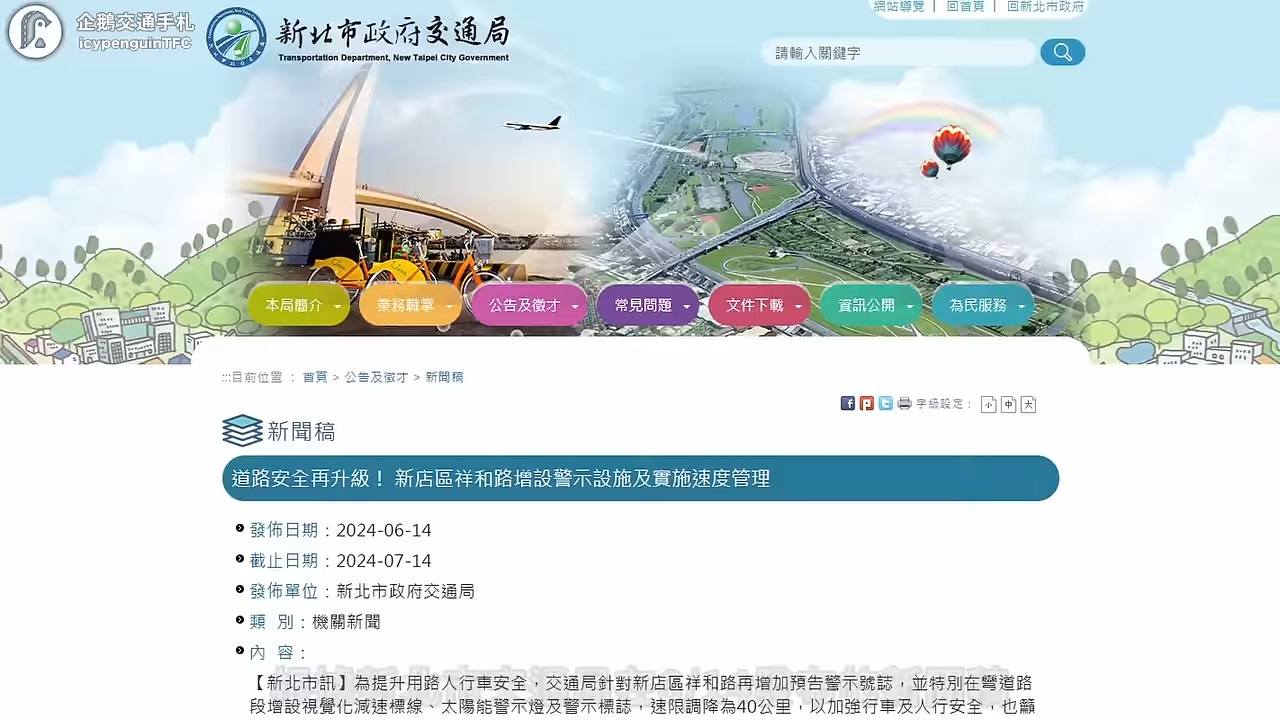 企鵝交通手札
icypenguinTFC
新北市政府交通局
Transportation Department, New Taipei City Government
網站導覽 | 回首頁 | 回新北市政府
請輸入關鍵字
本局簡介 業務職掌 公告及徵才 常見問題 文件下載 資訊公開 為民服務
:::目前位置 ： 首頁 > 公告及徵才 > 新聞稿
字級設定： 小 中 大
新聞稿
道路安全再升級！ 新店區祥和路增設警示設施及實施速度管理
發佈日期：2024-06-14
截止日期：2024-07-14
發佈單位：新北市政府交通局
類 別：機關新聞
內 容：
【新北市訊】為提升用路人行車安全，交通局針對新店區祥和路再增加預告警示號誌，並特別在彎道路
段增設視覺化減速標線、太陽能警示燈及警示標誌，速限調降為40公里，以加強行車及人行安全，也籲